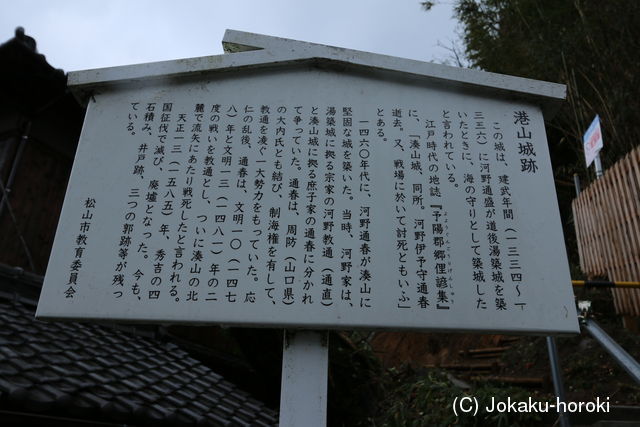 港山城跡
この城は、建武年間（一三三四～一
三三六）に河野通盛が道後湯築城を築
いたときに、海の守りとして築城した
と言われている。
江戸時代の地誌『予陽郡郷俚諺集』
よようぐんごうりげんしゅう
に、「湊山城、同所。河野伊予守通春
逝去。又、戦場に於いて討死ともいふ」
とある。
一四六〇年代に、河野通春が湊山に
堅固な城を築いた。当時、河野家は、
湯築城に拠る宗家の河野教通（通直）
と湊山城に拠る庶子家の通春に分かれ
て争っていた。通春は、周防（山口県）
の大内氏とも結び、制海権を有して、
教通を凌ぐ一大勢力をもっていた。応
仁の乱後、通春は、文明一〇（一四七
八）年と文明一三（一四八一）年の二
度の戦いを教通とし、ついに湊山の北
麓で流矢にあたり戦死したと言われる。
天正一三（一五八五）年、秀吉の四
国征伐で滅び、廃墟となった。今も、
石積み、井戸跡、三つの郭跡等が残っ
ている。
松山市教育委員会
(C) Jokaku-horoki